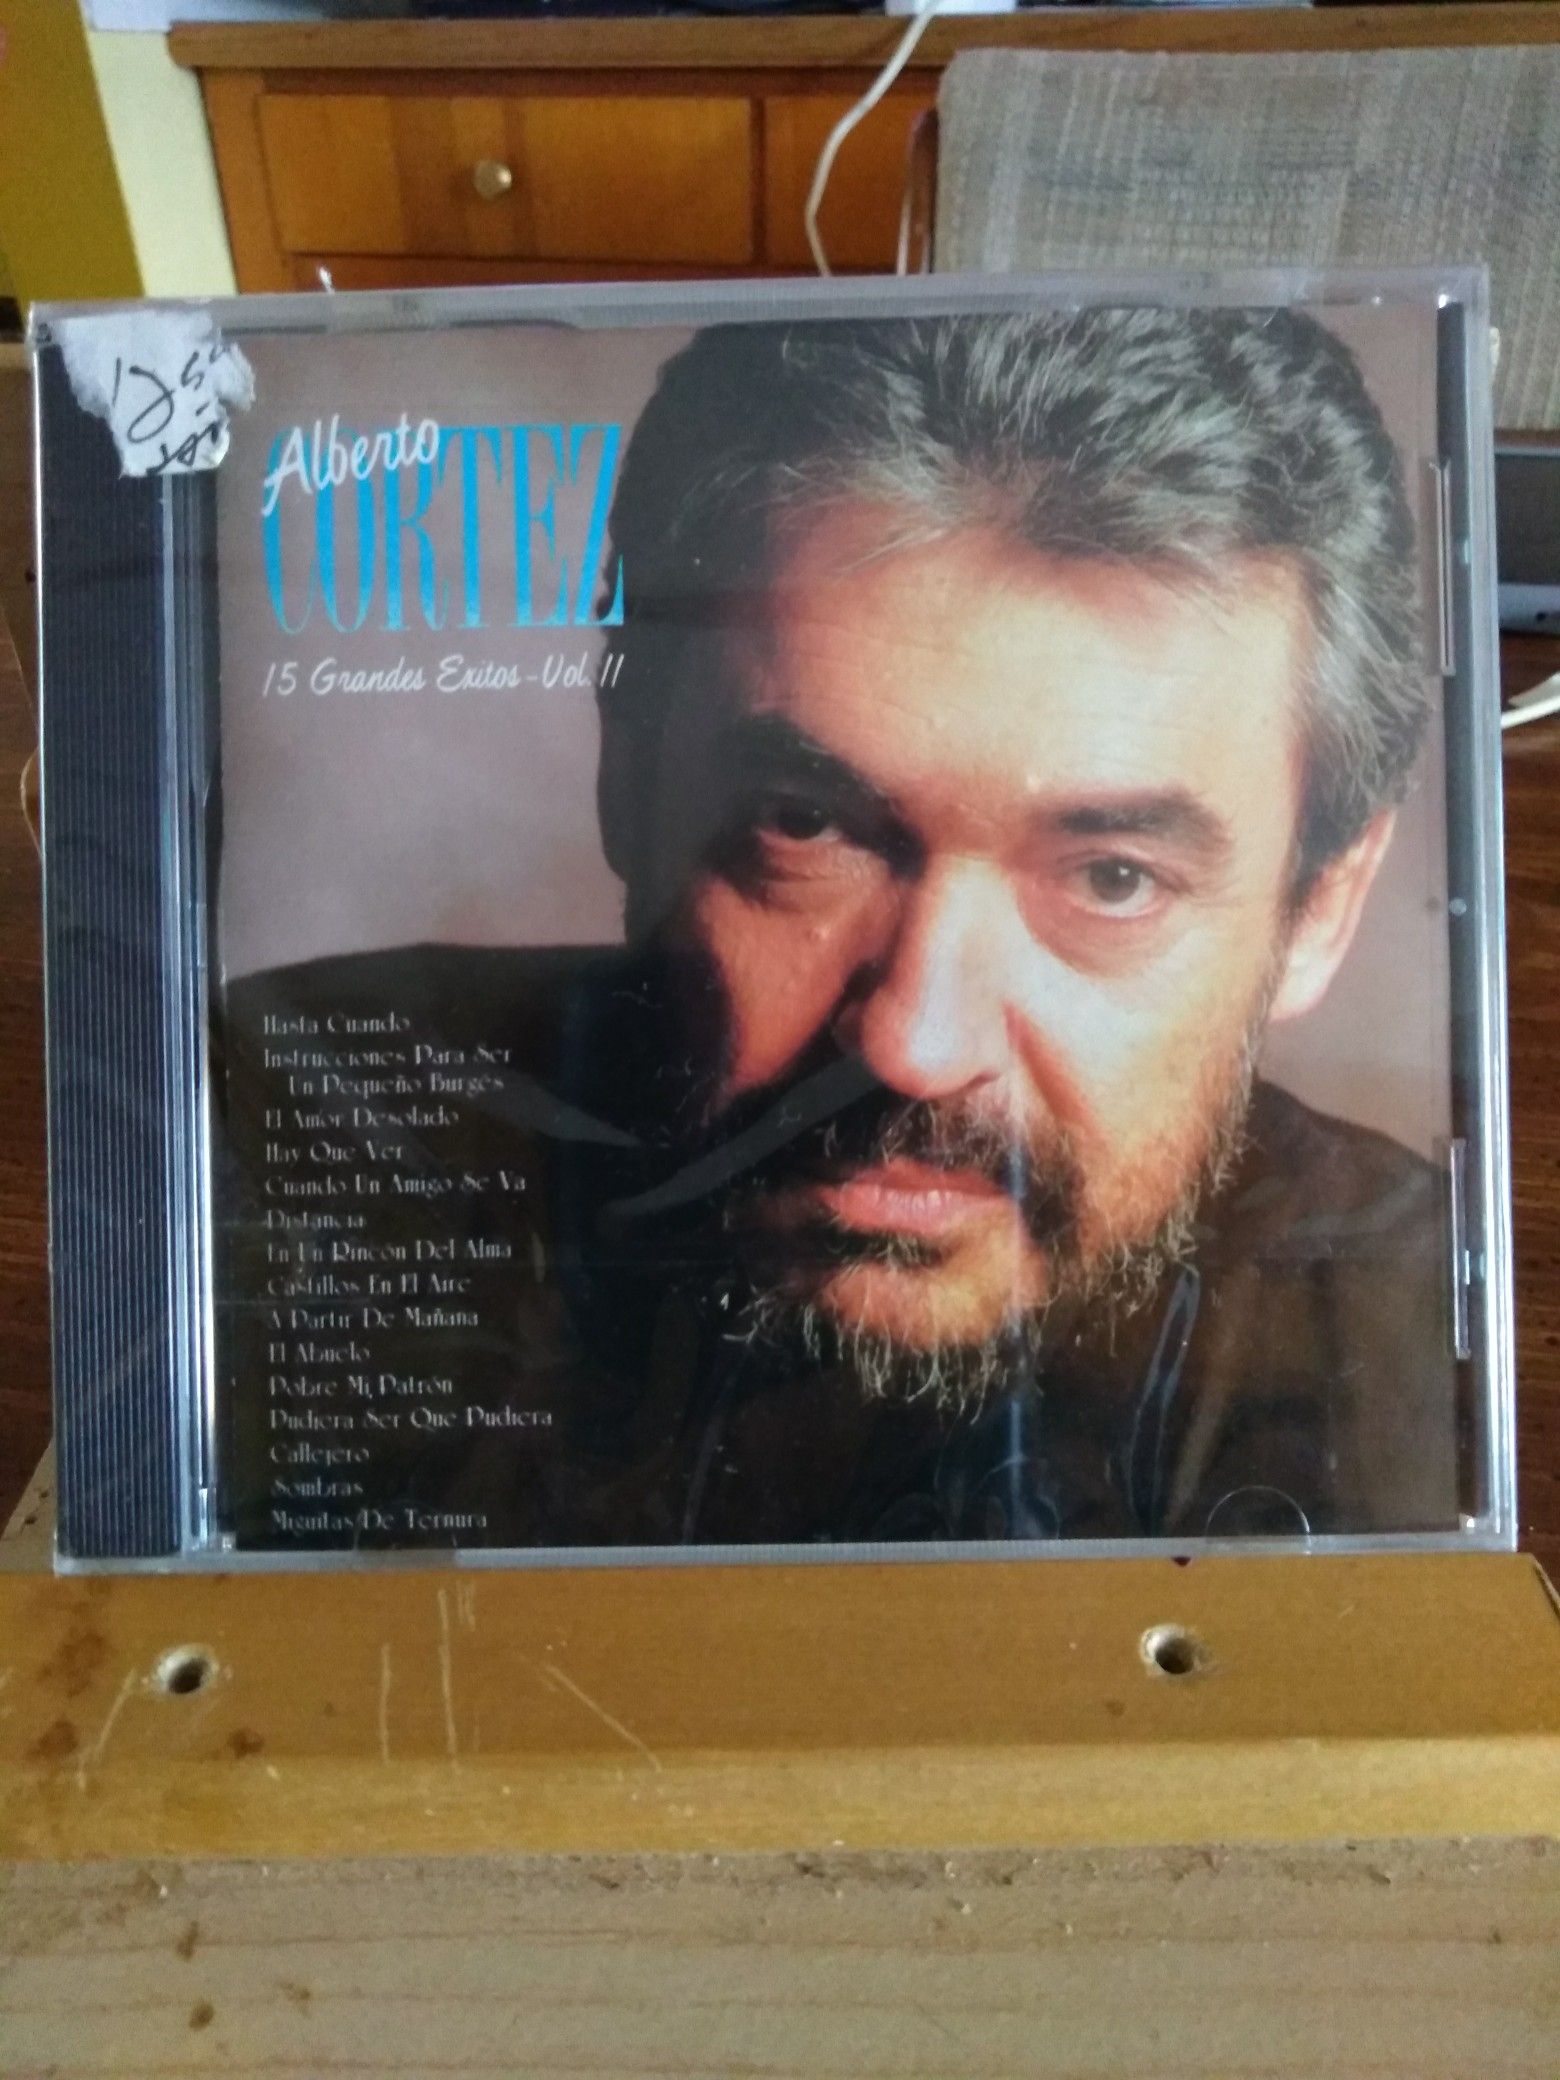 Alberto
CORTEZ
15 Grandes Exitos - Vol. II
Hasta Cuando
Instrucciones Para Ser
Un Pequeño Burgés
El Amor Desolado
Hay Que Ver
Cuando Un Amigo Se Va
Distancia
En Un Rincón Del Alma
Castillos En El Aire
A Partir De Mañana
El Abuelo
Pobre Mi Patrón
Pudiera Ser Que Pudiera
Callejero
Sombras
Miguitas De Ternura